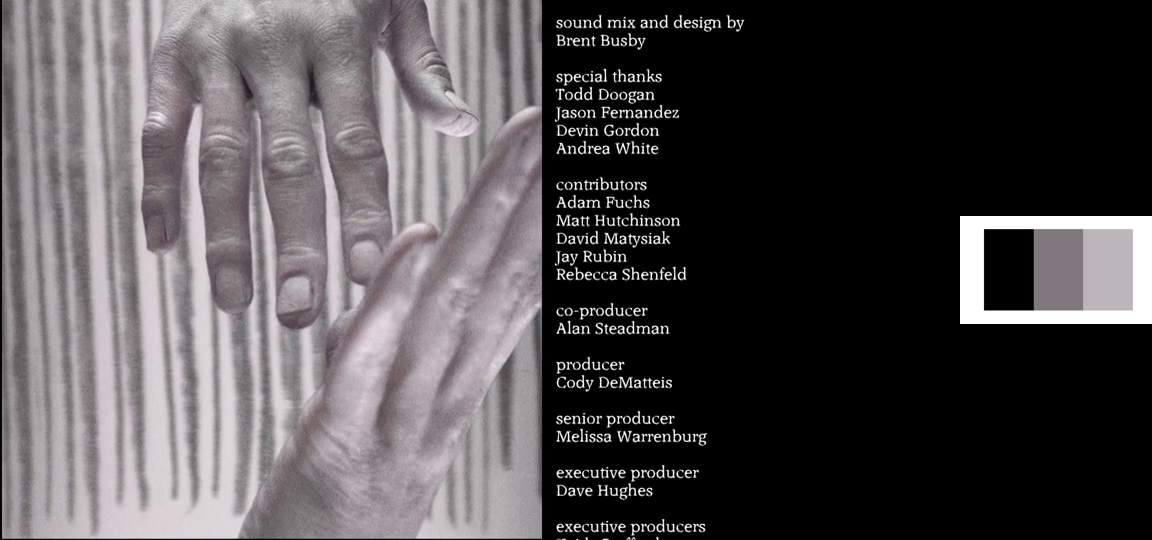 sound mix and design by
Brent Busby
special thanks
Todd Doogan
Jason Fernandez
Devin Gordon
Andrea White
contributors
Adam Fuchs
Matt Hutchinson
David Matysiak
Jay Rubin
Rebecca Shenfeld
co-producer
Alan Steadman
producer
Cody DeMatteis
senior producer
Melissa Warrenburg
executive producer
Dave Hughes
executive producers